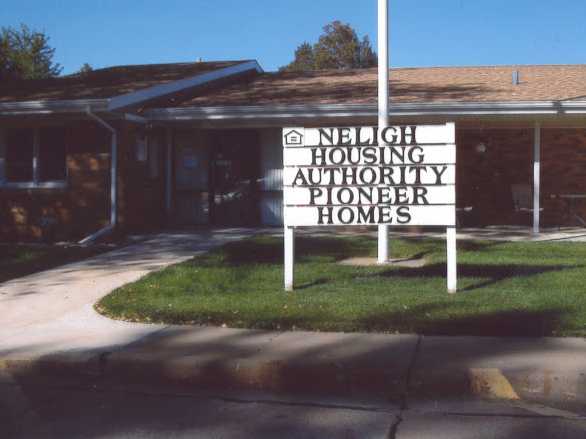 NELIGH
HOUSING
AUTHORITY
PIONEER
HOMES